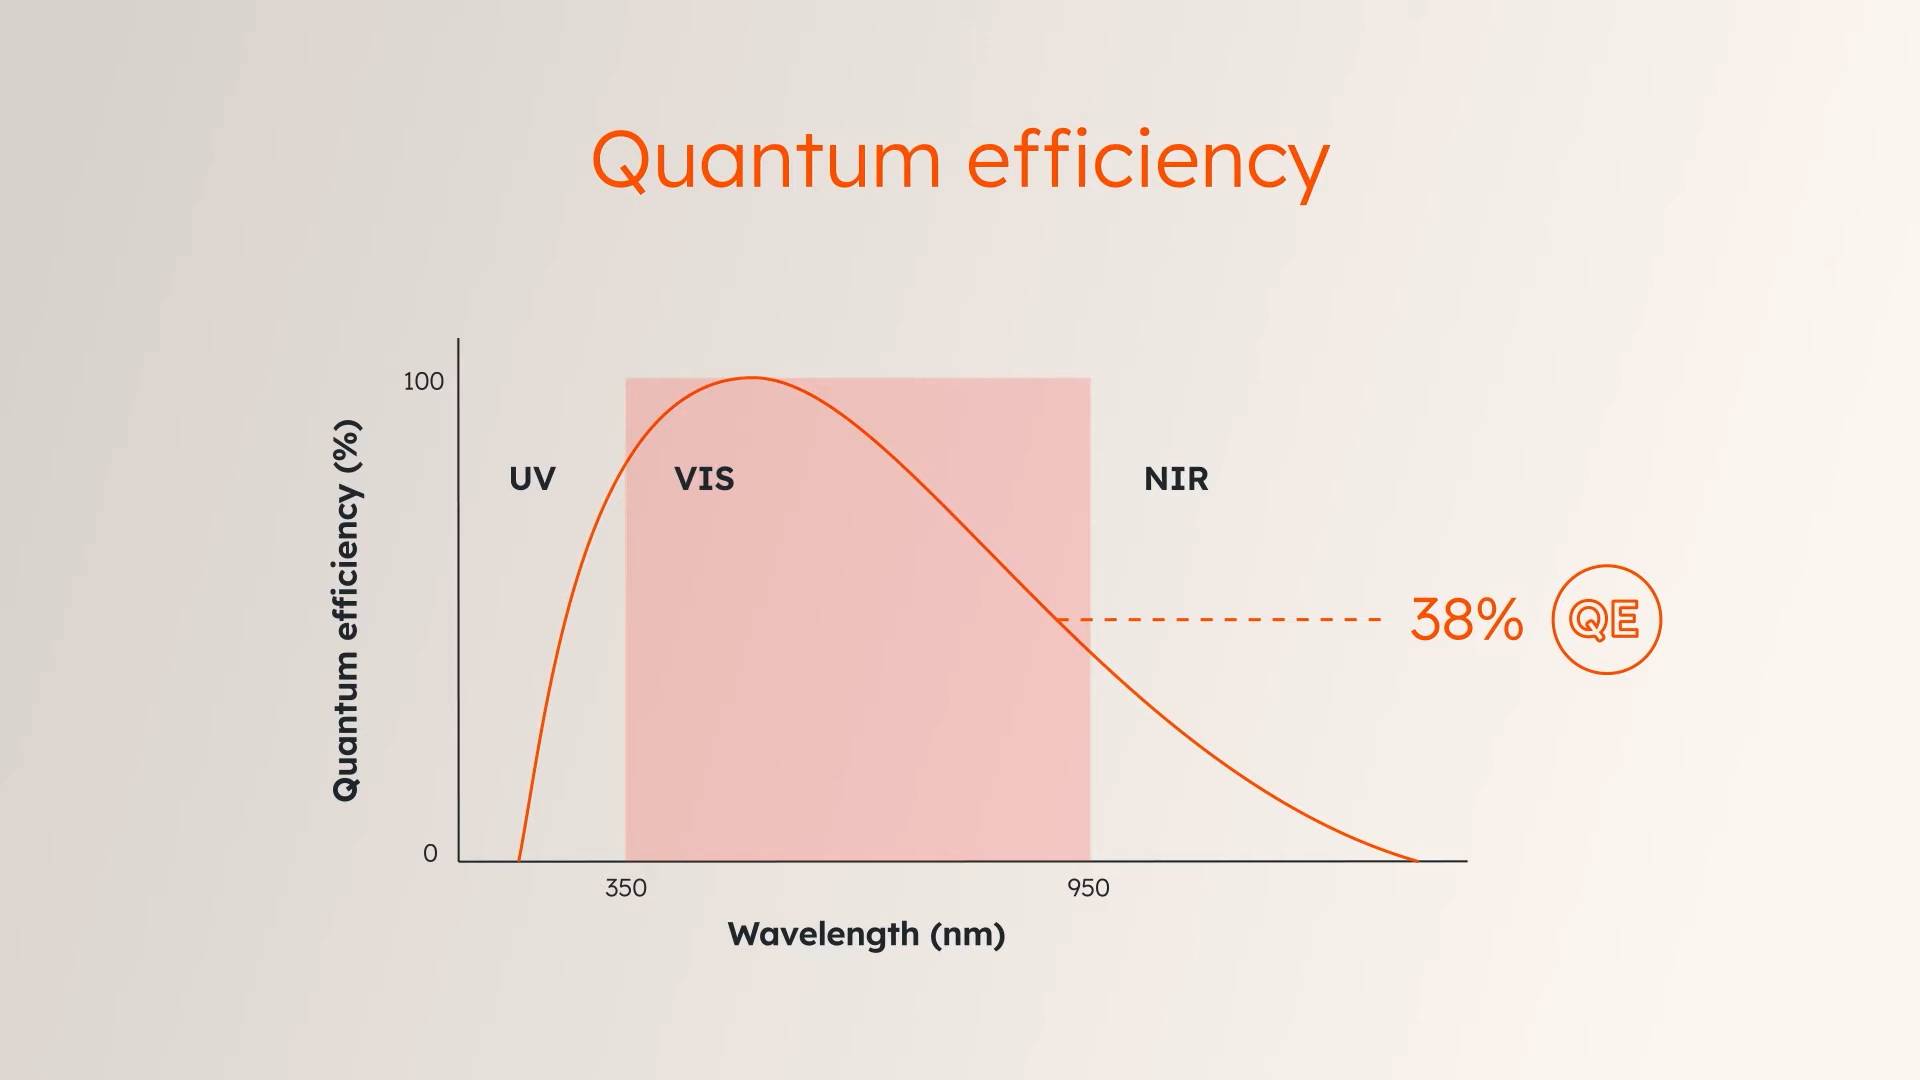 Quantum efficiency
100
Quantum efficiency (%)
UV
VIS
NIR
38%
QE
0
350
950
Wavelength (nm)